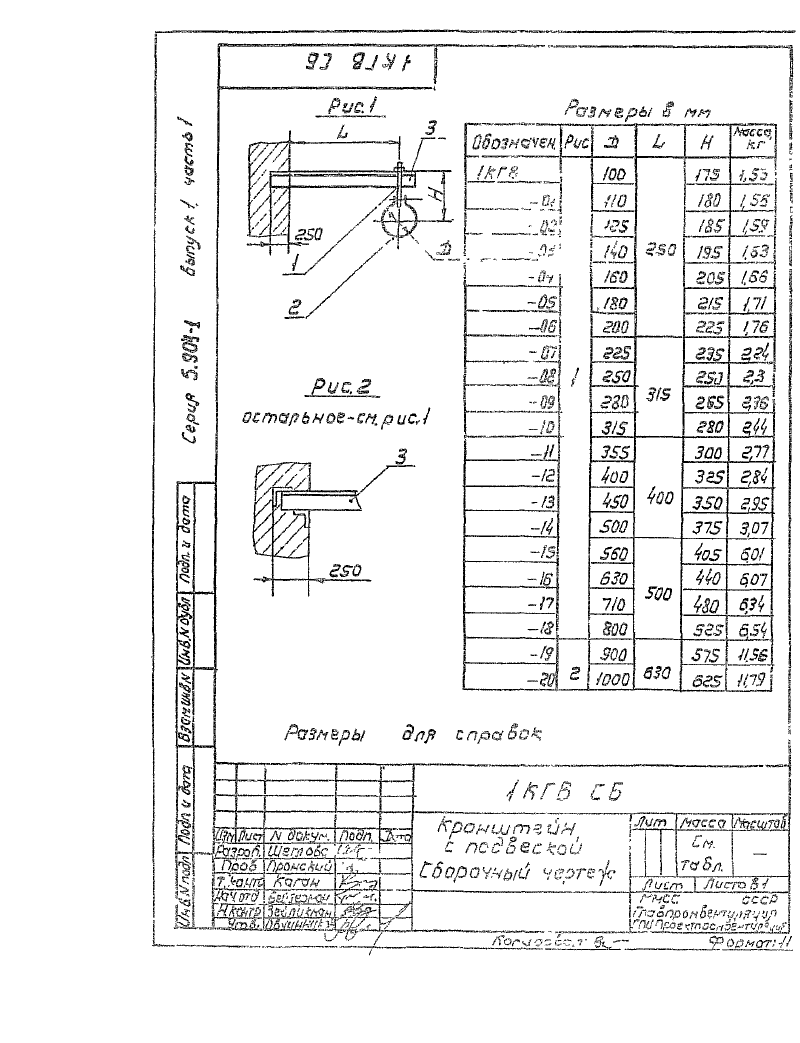 1КГВ СБ
Рис.1
L
3
H
250
D
1
2
Рис.2
остальное-см. рис.1
3
250
Размеры в мм
Обозначен. Рис D L H Масса, кг
1КГВ 1 100 250 175 1,53
-01 110 180 1,56
-02 125 185 1,59
-03 140 195 1,63
-04 160 205 1,66
-05 180 215 1,71
-06 200 225 1,76
-07 225 315 235 2,24
-08 250 250 2,3
-09 280 265 2,36
-10 315 280 2,44
-11 355 400 300 2,77
-12 400 325 2,84
-13 450 350 2,95
-14 500 375 3,07
-15 560 500 405 6,01
-16 630 440 6,07
-17 710 480 6,34
-18 800 525 6,54
-19 2 900 630 575 11,56
-20 1000 625 11,79
Размеры для справок
Серия 5.904-1 выпуск 1, часть 1
Подп. и дата
Инв.N дубл
Взам инв.N
Подп и дата
Инв.N подл
1КГВ СБ
Изм Лист N докум. Подп. Дата
Разраб.
Проб Пронский
Т. контр Каган
Н.контр Зейликман
Утв.
Кронштейн
с подвеской
Сборочный чертеж
Лит Масса Масштаб
См. табл. —
Лист Листов 1
ММСС СССР
Главпромвентиляция
ГПИ Проектпромвентиляция
Копировал: Формат: 11